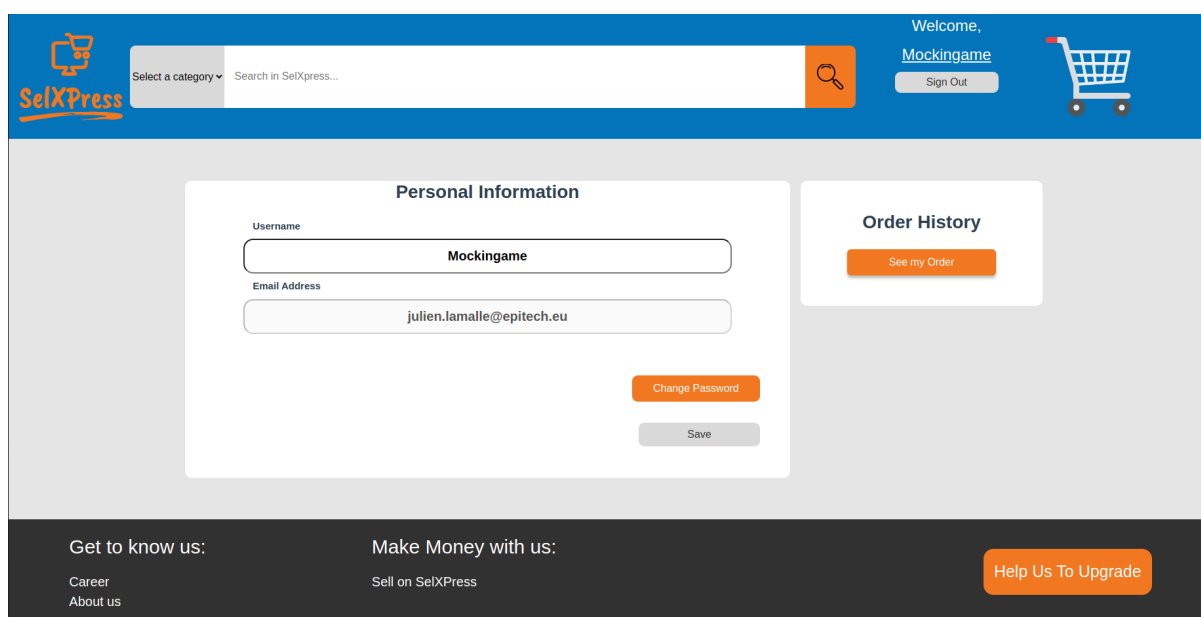 Welcome,
Mockingame
Sign Out
SelXPress
Select a category
Search in SelXpress...
Personal Information
Username
Mockingame
Email Address
julien.lamalle@epitech.eu
Change Password
Save
Order History
See my Order
Get to know us:
Career
About us
Make Money with us:
Sell on SelXPress
Help Us To Upgrade